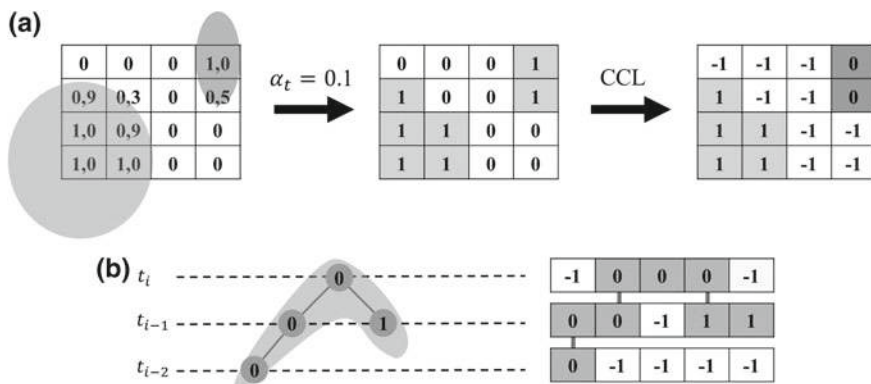 (a)
0 0 0 1,0
0,9 0,3 0 0,5
1,0 0,9 0 0
1,0 1,0 0 0
αt = 0.1
0 0 0 1
1 0 0 1
1 1 0 0
1 1 0 0
CCL
-1 -1 -1 0
1 -1 -1 0
1 1 -1 -1
1 1 -1 -1
(b)
ti 0
ti−1 0 1
ti−2 0
-1 0 0 0 -1
0 0 -1 1 1
0 -1 -1 -1 -1